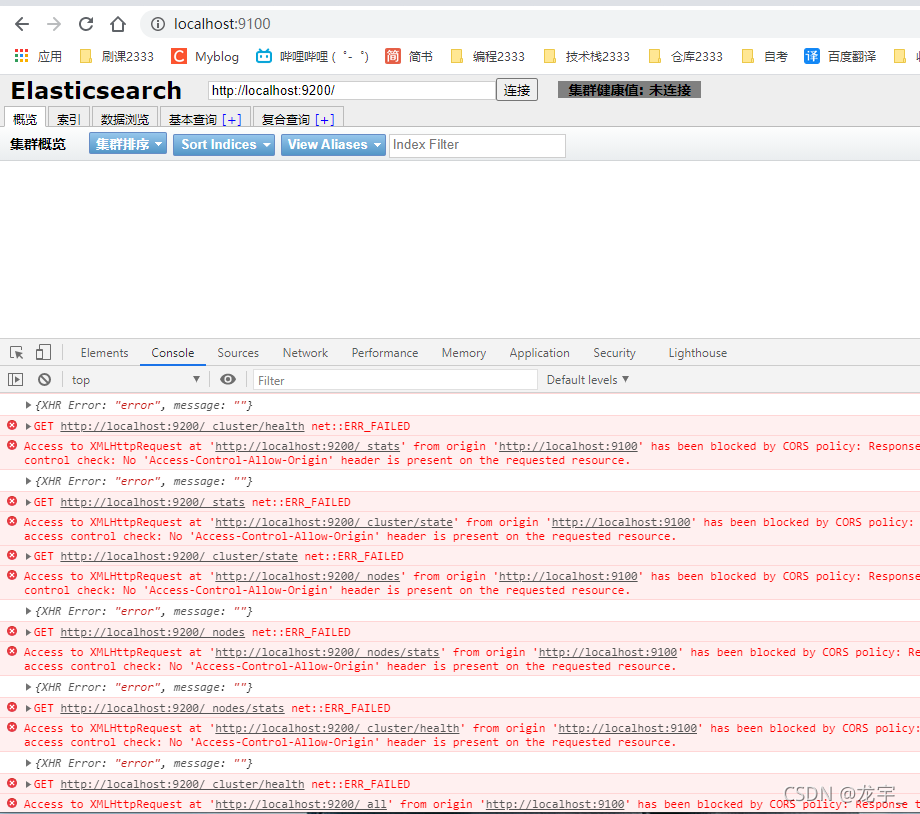 localhost:9100
应用 刷课2333 Myblog 哔哩哔哩 ( ゜- ゜) 简书 编程2333 技术栈2333 仓库2333 自考 百度翻译
Elasticsearch http://localhost:9200/ 连接 集群健康值: 未连接
概览 索引 数据浏览 基本查询 [+] 复合查询 [+]
集群概览 集群排序 Sort Indices View Aliases Index Filter
Elements Console Sources Network Performance Memory Application Security Lighthouse
top Filter Default levels
{XHR Error: "error", message: ""}
GET http://localhost:9200/_cluster/health net::ERR_FAILED
Access to XMLHttpRequest at 'http://localhost:9200/_stats' from origin 'http://localhost:9100' has been blocked by CORS policy: Response
control check: No 'Access-Control-Allow-Origin' header is present on the requested resource.
{XHR Error: "error", message: ""}
GET http://localhost:9200/_stats net::ERR_FAILED
Access to XMLHttpRequest at 'http://localhost:9200/_cluster/state' from origin 'http://localhost:9100' has been blocked by CORS policy:
access control check: No 'Access-Control-Allow-Origin' header is present on the requested resource.
GET http://localhost:9200/_cluster/state net::ERR_FAILED
Access to XMLHttpRequest at 'http://localhost:9200/_nodes' from origin 'http://localhost:9100' has been blocked by CORS policy: Response
control check: No 'Access-Control-Allow-Origin' header is present on the requested resource.
{XHR Error: "error", message: ""}
GET http://localhost:9200/_nodes net::ERR_FAILED
Access to XMLHttpRequest at 'http://localhost:9200/_nodes/stats' from origin 'http://localhost:9100' has been blocked by CORS policy: Re
access control check: No 'Access-Control-Allow-Origin' header is present on the requested resource.
{XHR Error: "error", message: ""}
GET http://localhost:9200/_nodes/stats net::ERR_FAILED
Access to XMLHttpRequest at 'http://localhost:9200/_cluster/health' from origin 'http://localhost:9100' has been blocked by CORS policy:
access control check: No 'Access-Control-Allow-Origin' header is present on the requested resource.
{XHR Error: "error", message: ""}
GET http://localhost:9200/_cluster/health net::ERR_FAILED
Access to XMLHttpRequest at 'http://localhost:9200/_all' from origin 'http://localhost:9100' has been blocked by CORS policy: Response t
CSDN @龙宇